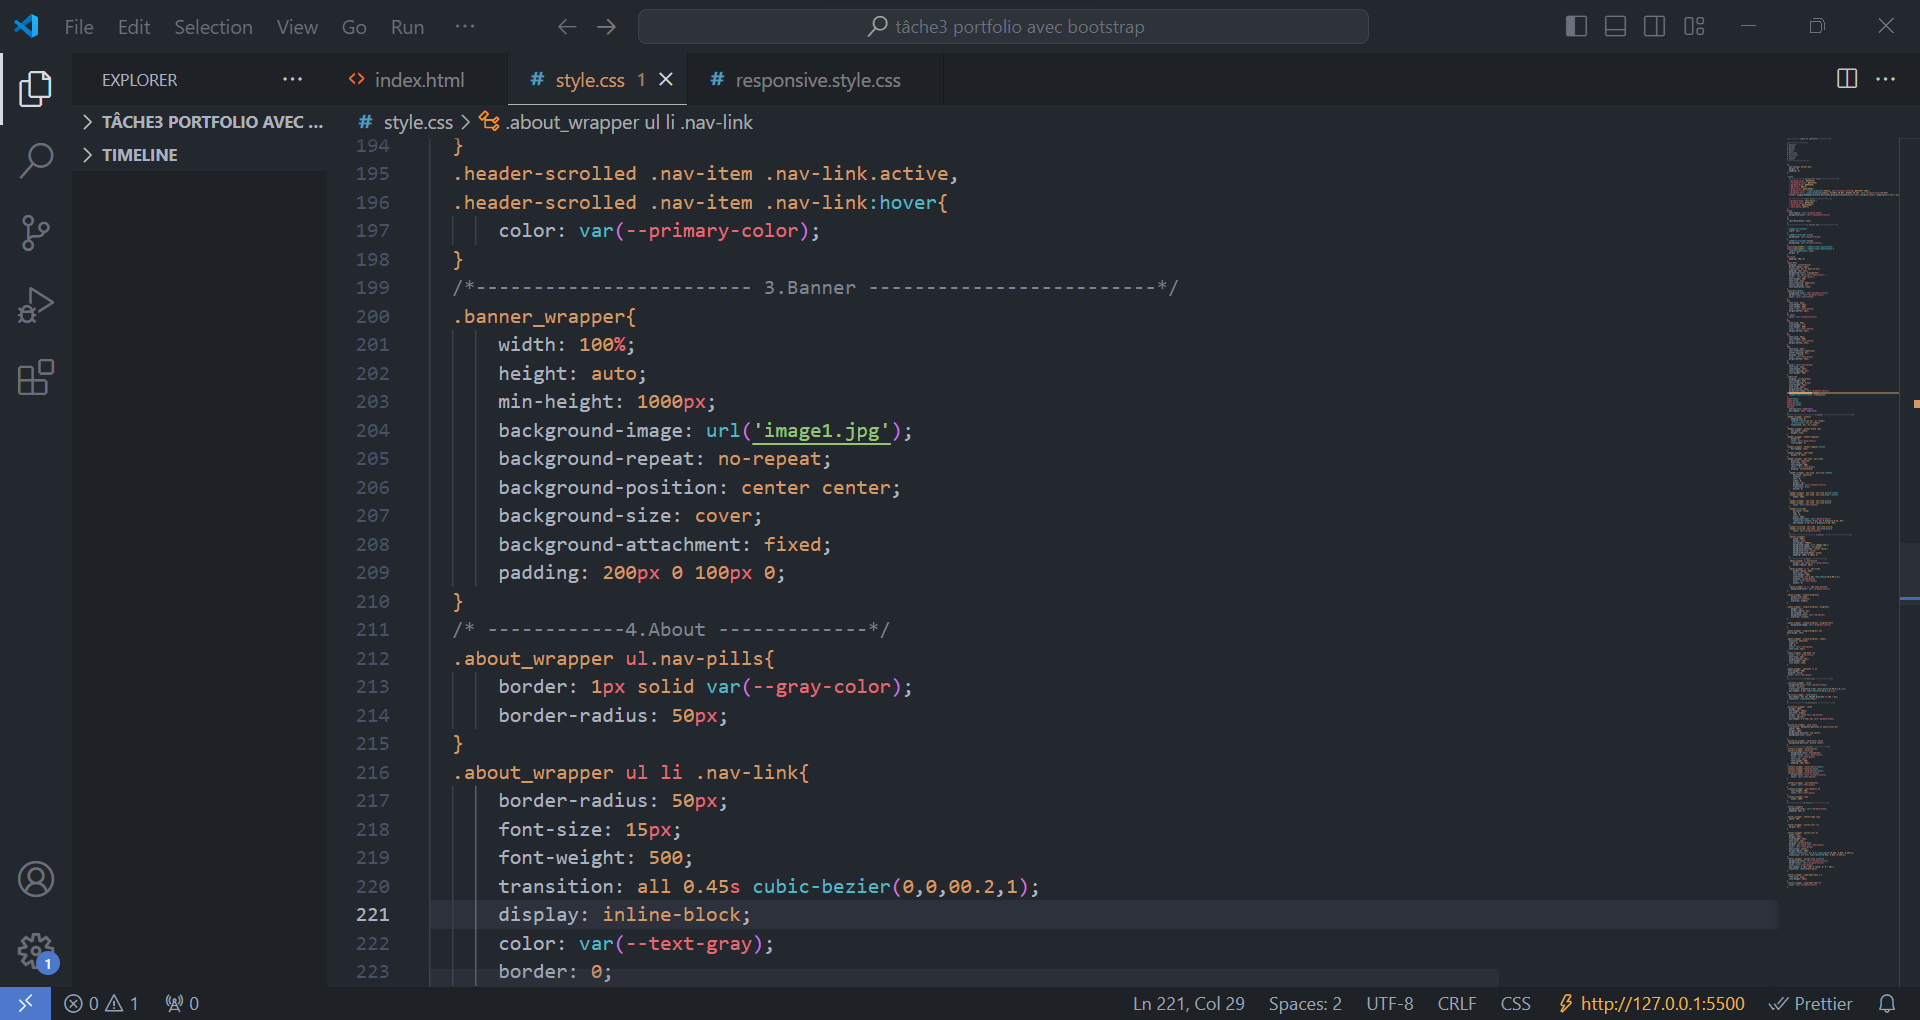 File Edit Selection View Go Run ··· tâche3 portfolio avec bootstrap
EXPLORER ··· <> index.html # style.css 1 # responsive.style.css ···
TÂCHE3 PORTFOLIO AVEC ...
TIMELINE
# style.css > .about_wrapper ul li .nav-link
194 }
195 .header-scrolled .nav-item .nav-link.active,
196 .header-scrolled .nav-item .nav-link:hover{
197 color: var(--primary-color);
198 }
199 /*------------------------ 3.Banner -------------------------*/
200 .banner_wrapper{
201 width: 100%;
202 height: auto;
203 min-height: 1000px;
204 background-image: url('image1.jpg');
205 background-repeat: no-repeat;
206 background-position: center center;
207 background-size: cover;
208 background-attachment: fixed;
209 padding: 200px 0 100px 0;
210 }
211 /* ------------4.About -------------*/
212 .about_wrapper ul.nav-pills{
213 border: 1px solid var(--gray-color);
214 border-radius: 50px;
215 }
216 .about_wrapper ul li .nav-link{
217 border-radius: 50px;
218 font-size: 15px;
219 font-weight: 500;
220 transition: all 0.45s cubic-bezier(0,0,00.2,1);
221 display: inline-block;
222 color: var(--text-gray);
223 border: 0;
1
0 1 0 Ln 221, Col 29 Spaces: 2 UTF-8 CRLF CSS http://127.0.0.1:5500 Prettier